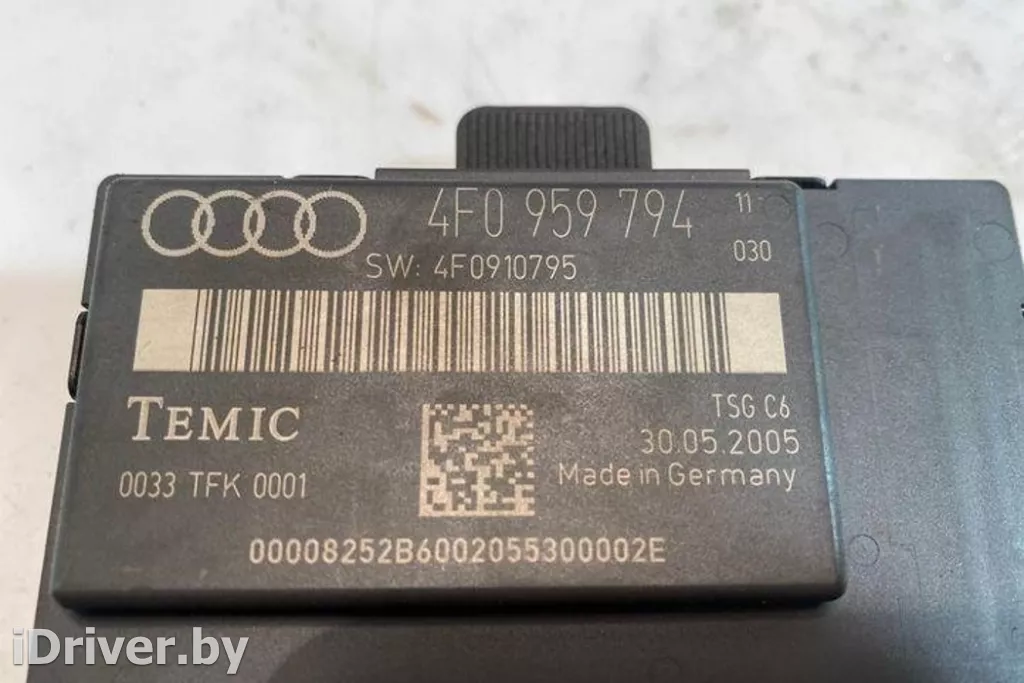 4F0 959 794 11-
030
SW: 4F0910795
TEMIC
TSG C6
30.05.2005
0033 TFK 0001
Made in Germany
00008252B6002055300002E
iDriver.by